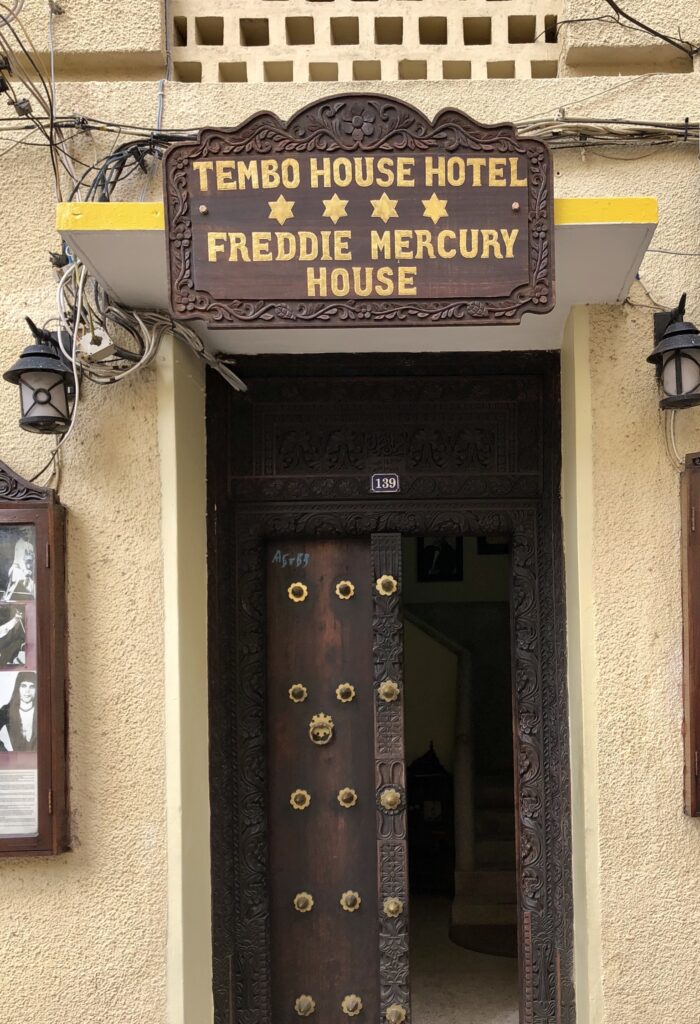 TEMBO HOUSE HOTEL
FREDDIE MERCURY
HOUSE
139